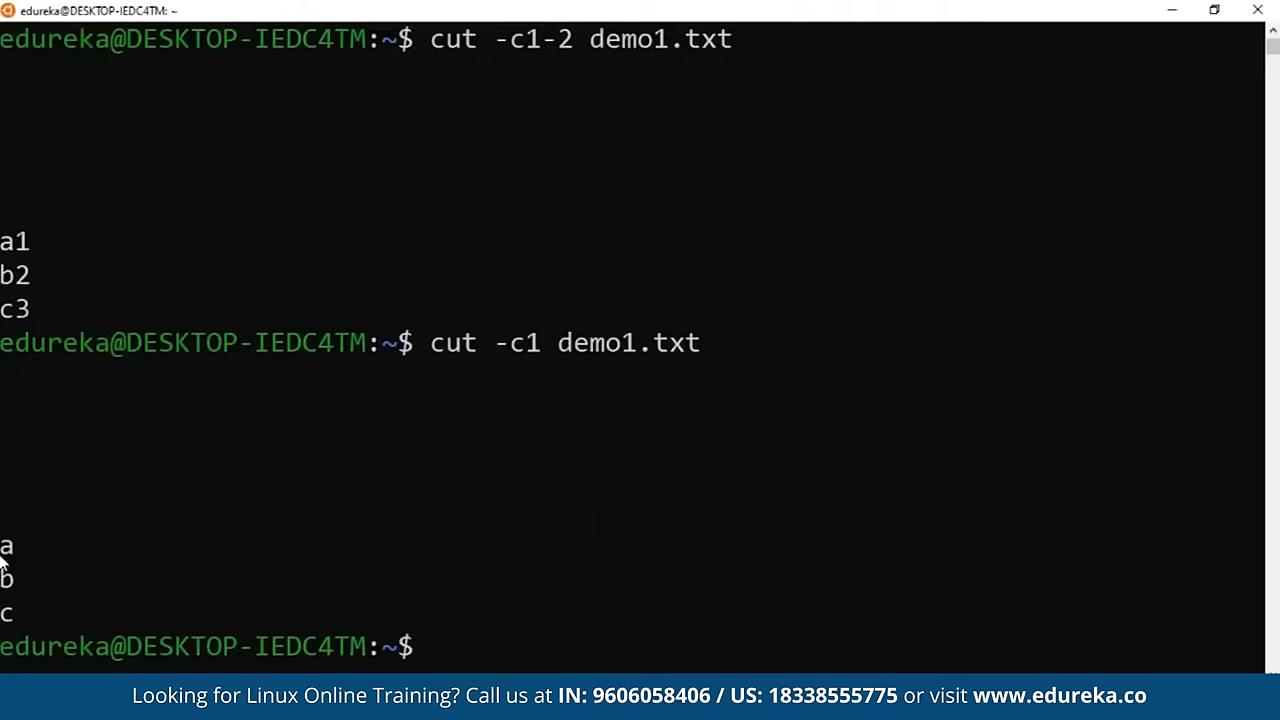 edureka@DESKTOP-IEDC4TM: ~
edureka@DESKTOP-IEDC4TM:~$ cut -c1-2 demo1.txt
a1
b2
c3
edureka@DESKTOP-IEDC4TM:~$ cut -c1 demo1.txt
a
b
c
edureka@DESKTOP-IEDC4TM:~$
Looking for Linux Online Training? Call us at IN: 9606058406 / US: 18338555775 or visit www.edureka.co